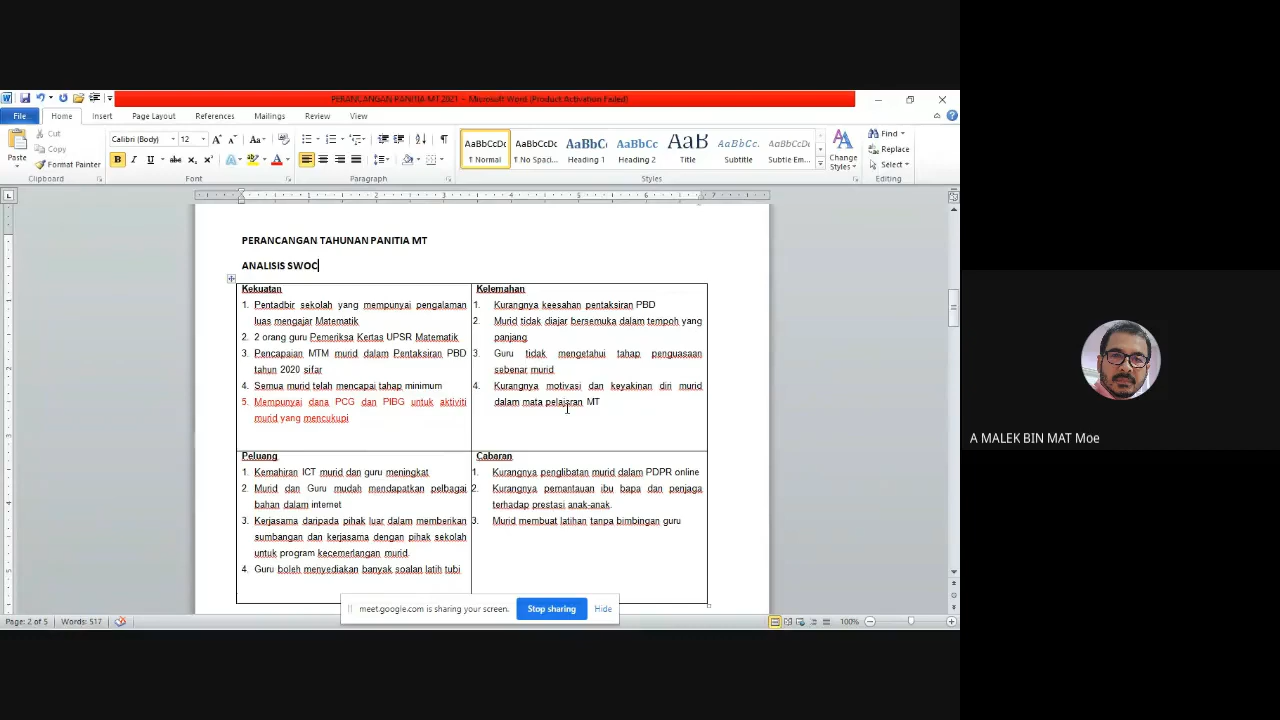 PERANCANGAN PANITIA MT 2021 - Microsoft Word (Product Activation Failed)
File Home Insert Page Layout References Mailings Review View
Cut
Copy
Format Painter
Paste
Clipboard
Calibri (Body) 12
Font
Paragraph
AaBbCcDc AaBbCcDc AaBbCc AaBbCc AaB AaBbCc. AaBbCcDc
¶ Normal ¶ No Spaci... Heading 1 Heading 2 Title Subtitle Subtle Em...
Change Styles
Styles
Find
Replace
Select
Editing
PERANCANGAN TAHUNAN PANITIA MT
ANALISIS SWOC
Kekuatan
1. Pentadbir sekolah yang mempunyai pengalaman
luas mengajar Matematik
2. 2 orang guru Pemeriksa Kertas UPSR Matematik
3. Pencapaian MTM murid dalam Pentaksiran PBD
tahun 2020 sifar
4. Semua murid telah mencapai tahap minimum
5. Mempunyai dana PCG dan PIBG untuk aktiviti
murid yang mencukupi
Kelemahan
1. Kurangnya keesahan pentaksiran PBD
2. Murid tidak diajar bersemuka dalam tempoh yang
panjang.
3. Guru tidak mengetahui tahap penguasaan
sebenar murid
4. Kurangnya motivasi dan keyakinan diri murid
dalam mata pelajaran MT
Peluang
1. Kemahiran ICT murid dan guru meningkat
2. Murid dan Guru mudah mendapatkan pelbagai
bahan dalam internet
3. Kerjasama daripada pihak luar dalam memberikan
sumbangan dan kerjasama dengan pihak sekolah
untuk program kecemerlangan murid.
4. Guru boleh menyediakan banyak soalan latih tubi
Cabaran
1. Kurangnya penglibatan murid dalam PDPR online
2. Kurangnya pemantauan ibu bapa dan penjaga
terhadap prestasi anak-anak.
3. Murid membuat latihan tanpa bimbingan guru
meet.google.com is sharing your screen. Stop sharing Hide
Page: 2 of 5 Words: 517 100%
A MALEK BIN MAT Moe